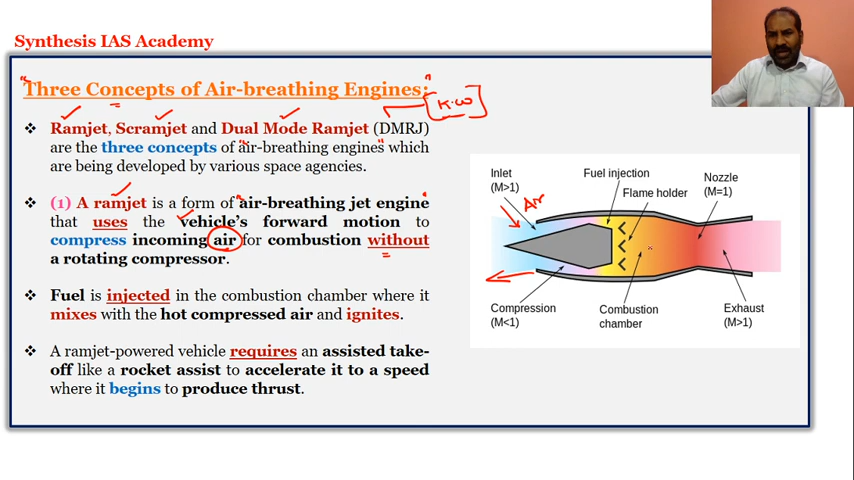 Synthesis IAS Academy
"Three Concepts of Air-breathing Engines:"
[K.W]
❖ Ramjet, Scramjet and Dual Mode Ramjet (DMRJ)
are the three concepts of "air-breathing engines" which
are being developed by various space agencies.
❖ (1) A ramjet is a form of "air-breathing jet engine"
that uses the vehicle's forward motion to
compress incoming air for combustion without
a rotating compressor.
❖ Fuel is injected in the combustion chamber where it
mixes with the hot compressed air and ignites.
❖ A ramjet-powered vehicle requires an assisted take-
off like a rocket assist to accelerate it to a speed
where it begins to produce thrust.
Inlet
(M>1)
Air
Fuel injection
Flame holder
Nozzle
(M=1)
Compression
(M<1)
Combustion
chamber
Exhaust
(M>1)